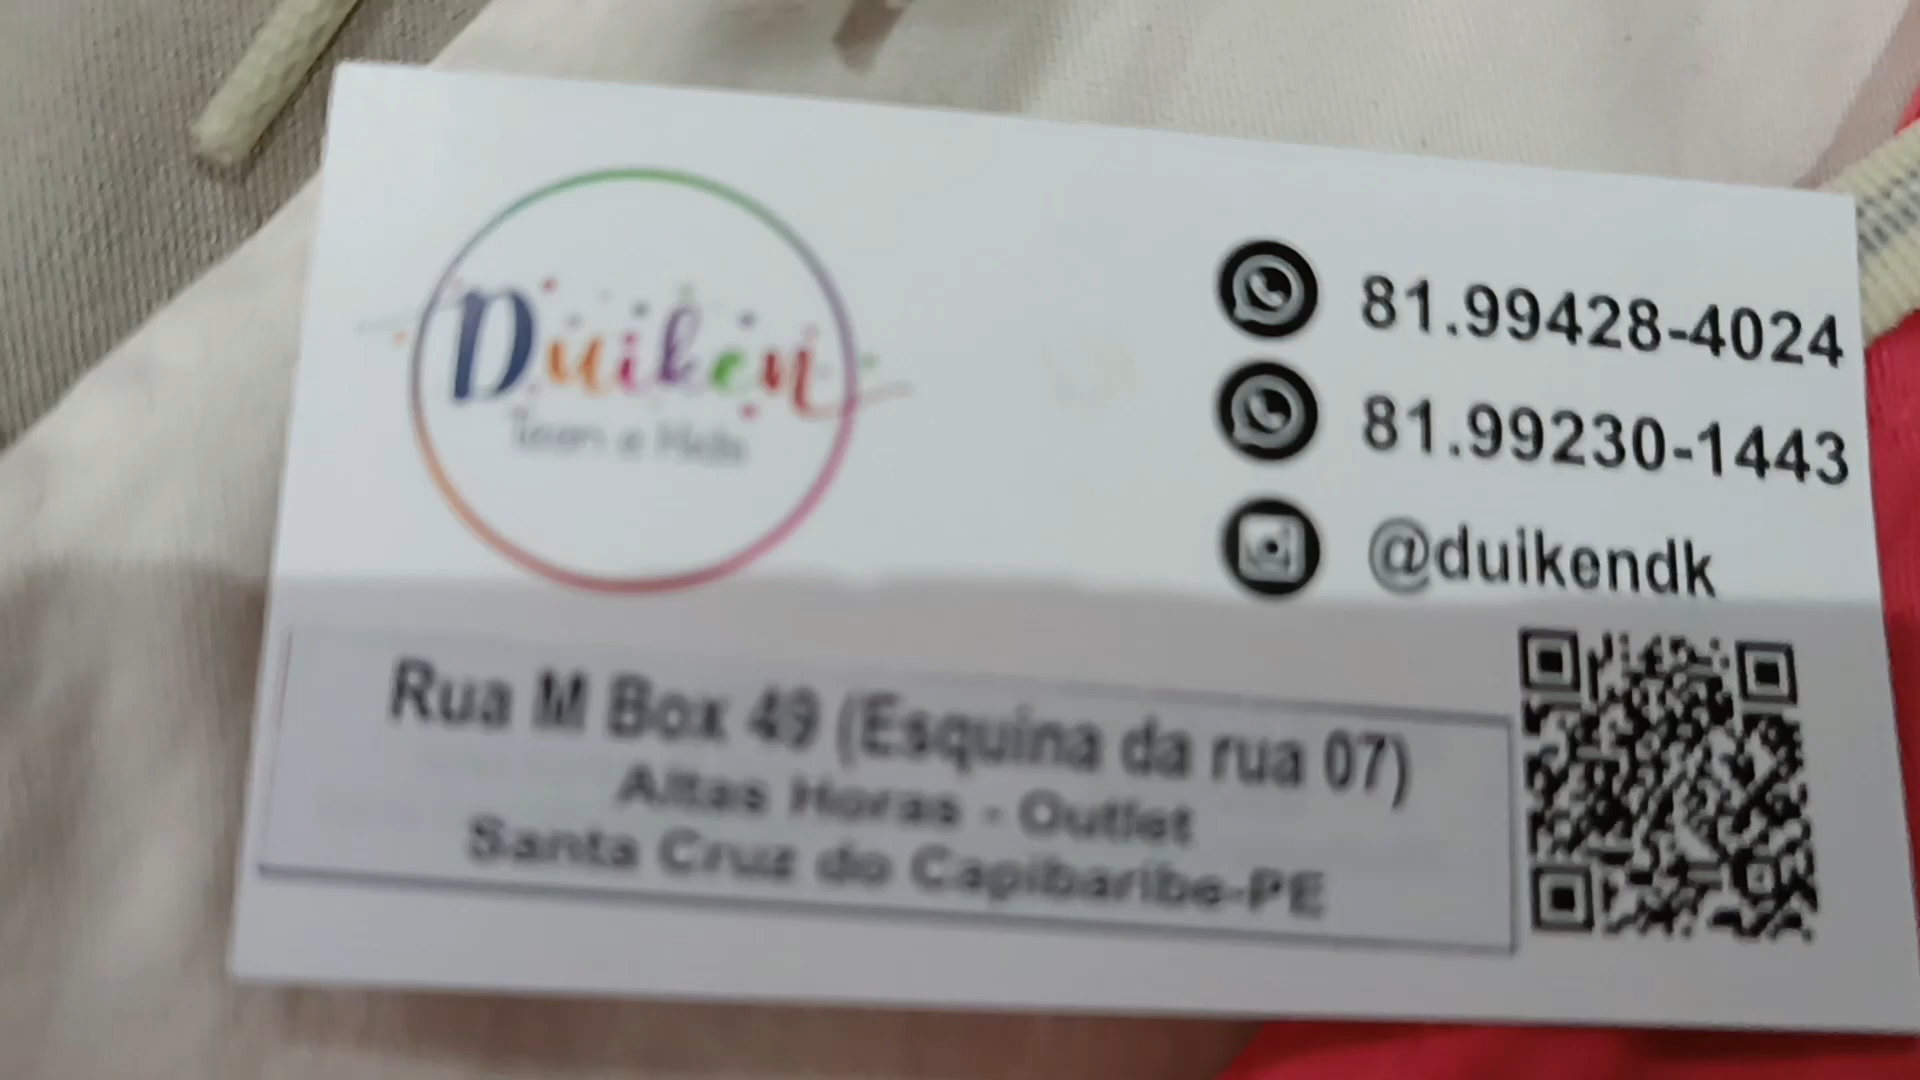 Duiken
81.99428-4024
81.99230-1443
@duikendk
Rua M Box 49 (Esquina da rua 07)
Altas Horas - Outlet
Santa Cruz do Capibaribe-PE